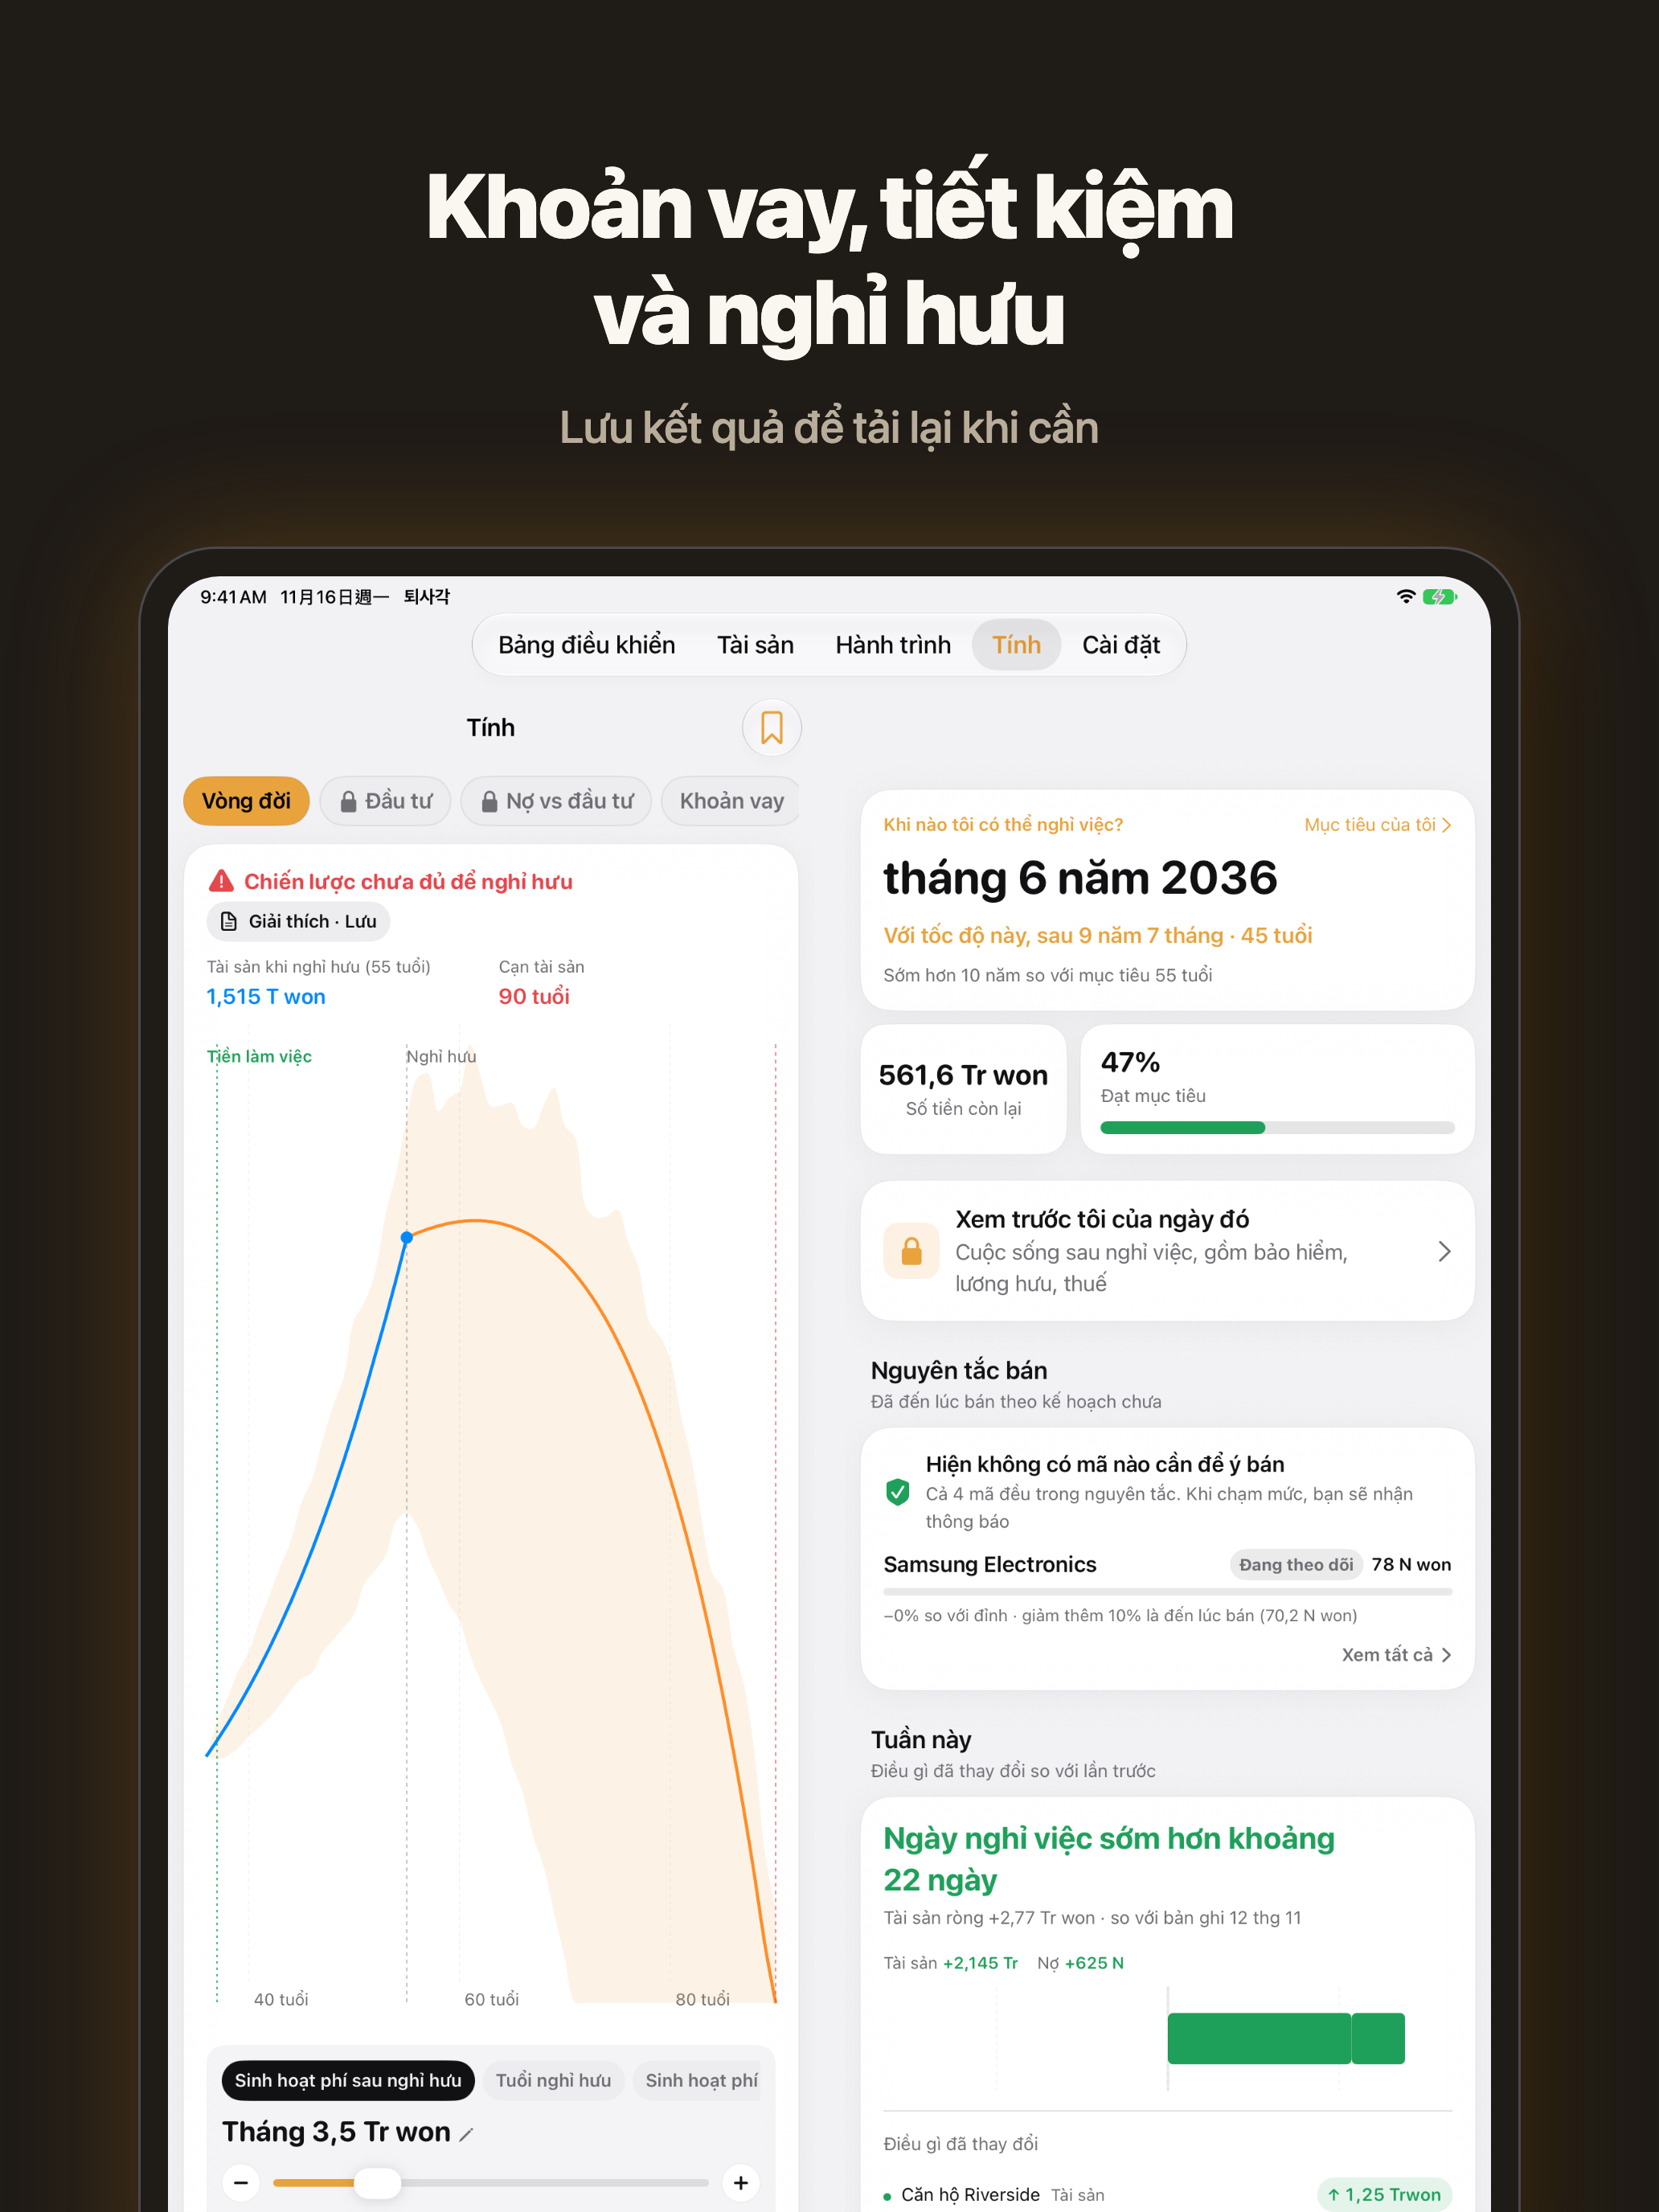 Khoản vay, tiết kiệm
và nghỉ hưu
Lưu kết quả để tải lại khi cần
9:41 AM 11月16日週一 퇴사각
Bảng điều khiển Tài sản Hành trình Tính Cài đặt
Tính
Vòng đời Đầu tư Nợ vs đầu tư Khoản vay
Chiến lược chưa đủ để nghỉ hưu
Giải thích · Lưu
Tài sản khi nghỉ hưu (55 tuổi) Cạn tài sản
1,515 T won 90 tuổi
Tiền làm việc Nghỉ hưu
40 tuổi 60 tuổi 80 tuổi
Sinh hoạt phí sau nghỉ hưu Tuổi nghỉ hưu Sinh hoạt phí
Tháng 3,5 Tr won
Khi nào tôi có thể nghỉ việc? Mục tiêu của tôi
tháng 6 năm 2036
Với tốc độ này, sau 9 năm 7 tháng · 45 tuổi
Sớm hơn 10 năm so với mục tiêu 55 tuổi
561,6 Tr won
Số tiền còn lại
47%
Đạt mục tiêu
Xem trước tôi của ngày đó
Cuộc sống sau nghỉ việc, gồm bảo hiểm,
lương hưu, thuế
Nguyên tắc bán
Đã đến lúc bán theo kế hoạch chưa
Hiện không có mã nào cần để ý bán
Cả 4 mã đều trong nguyên tắc. Khi chạm mức, bạn sẽ nhận
thông báo
Samsung Electronics Đang theo dõi 78 N won
−0% so với đỉnh · giảm thêm 10% là đến lúc bán (70,2 N won)
Xem tất cả
Tuần này
Điều gì đã thay đổi so với lần trước
Ngày nghỉ việc sớm hơn khoảng
22 ngày
Tài sản ròng +2,77 Tr won · so với bản ghi 12 thg 11
Tài sản +2,145 Tr Nợ +625 N
Điều gì đã thay đổi
Căn hộ Riverside Tài sản ↑ 1,25 Trwon